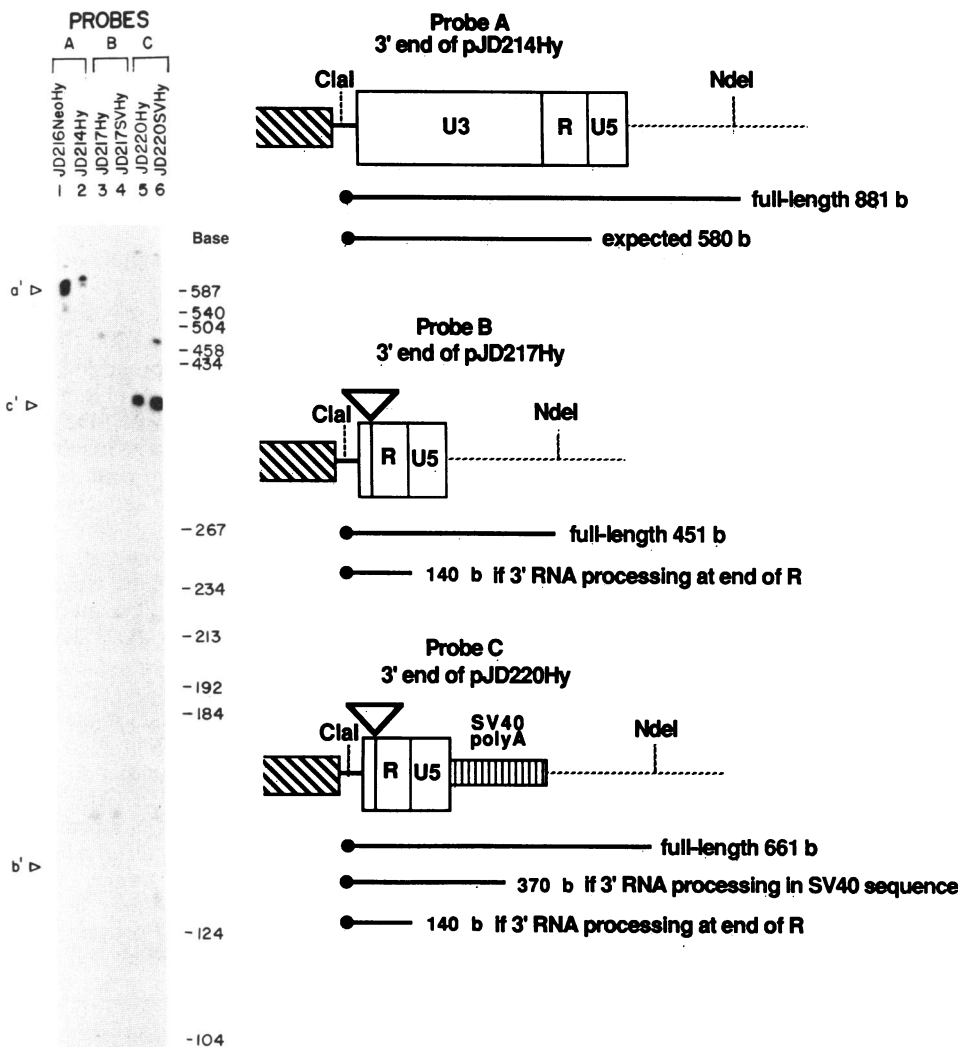 PROBES
A B C
JD216NeoHy
JD214Hy
JD217Hy
JD217SVHy
JD220Hy
JD220SVHy
1 2 3 4 5 6
Base
a'
-587
-540
-504
-458
-434
c'
-267
-234
-213
-192
-184
b'
-124
-104
Probe A
3' end of pJD214Hy
ClaI
NdeI
U3 R U5
full-length 881 b
expected 580 b
Probe B
3' end of pJD217Hy
ClaI
NdeI
R U5
full-length 451 b
140 b if 3' RNA processing at end of R
Probe C
3' end of pJD220Hy
ClaI
SV40
polyA
NdeI
R U5
full-length 661 b
370 b if 3' RNA processing in SV40 sequence
140 b if 3' RNA processing at end of R